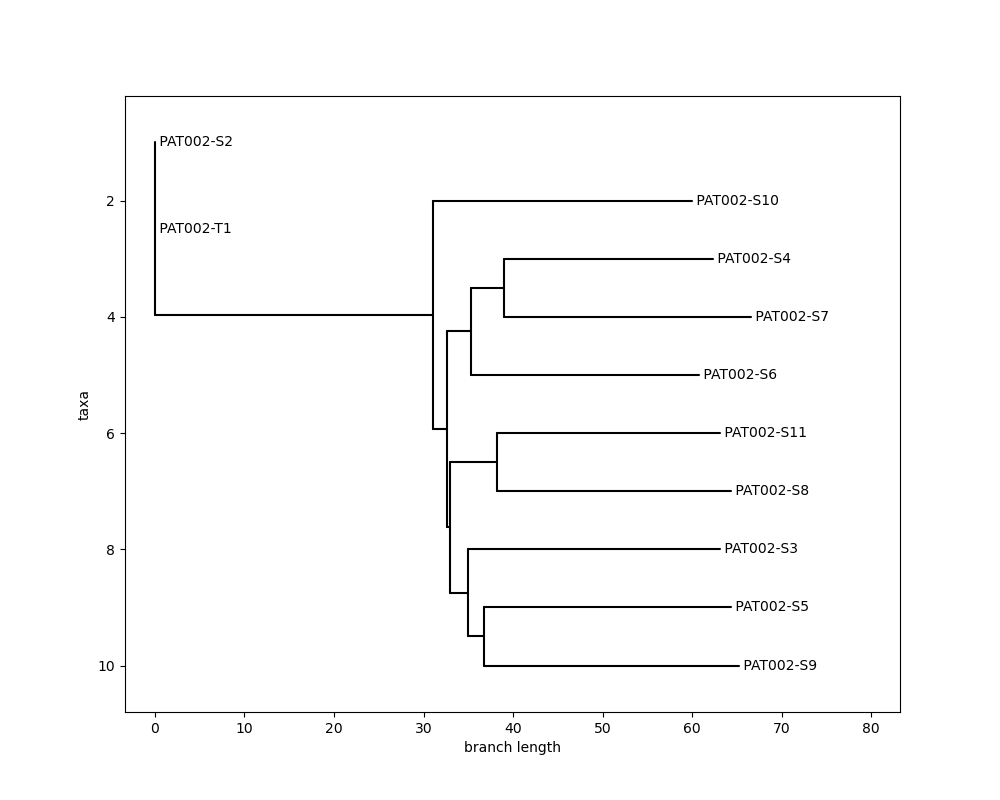 PAT002-S2
2
PAT002-S10
PAT002-T1
PAT002-S4
4
PAT002-S7
PAT002-S6
taxa
6
PAT002-S11
PAT002-S8
8
PAT002-S3
PAT002-S5
10
PAT002-S9
0 10 20 30 40 50 60 70 80
branch length